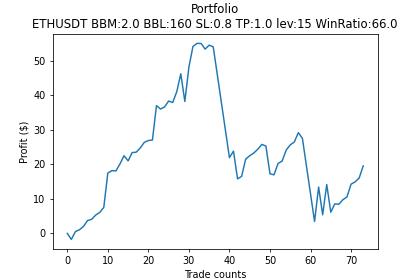 Portfolio
ETHUSDT BBM:2.0 BBL:160 SL:0.8 TP:1.0 lev:15 WinRatio:66.0
Profit ($)
50
40
30
20
10
0
0 10 20 30 40 50 60 70
Trade counts